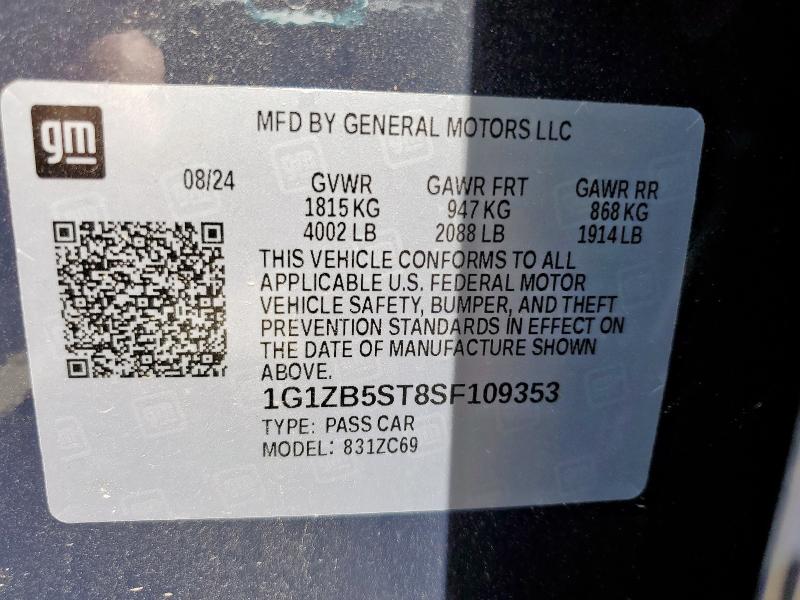 gm
MFD BY GENERAL MOTORS LLC
08/24 GVWR GAWR FRT GAWR RR
1815 KG 947 KG 868 KG
4002 LB 2088 LB 1914 LB
THIS VEHICLE CONFORMS TO ALL
APPLICABLE U.S. FEDERAL MOTOR
VEHICLE SAFETY, BUMPER, AND THEFT
PREVENTION STANDARDS IN EFFECT ON
THE DATE OF MANUFACTURE SHOWN
ABOVE.
1G1ZB5ST8SF109353
TYPE: PASS CAR
MODEL: 831ZC69